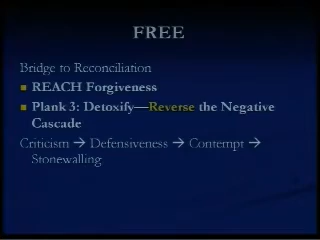 FREE
Bridge to Reconciliation
REACH Forgiveness
Plank 3: Detoxify—Reverse the Negative
Cascade
Criticism → Defensiveness → Contempt →
Stonewalling